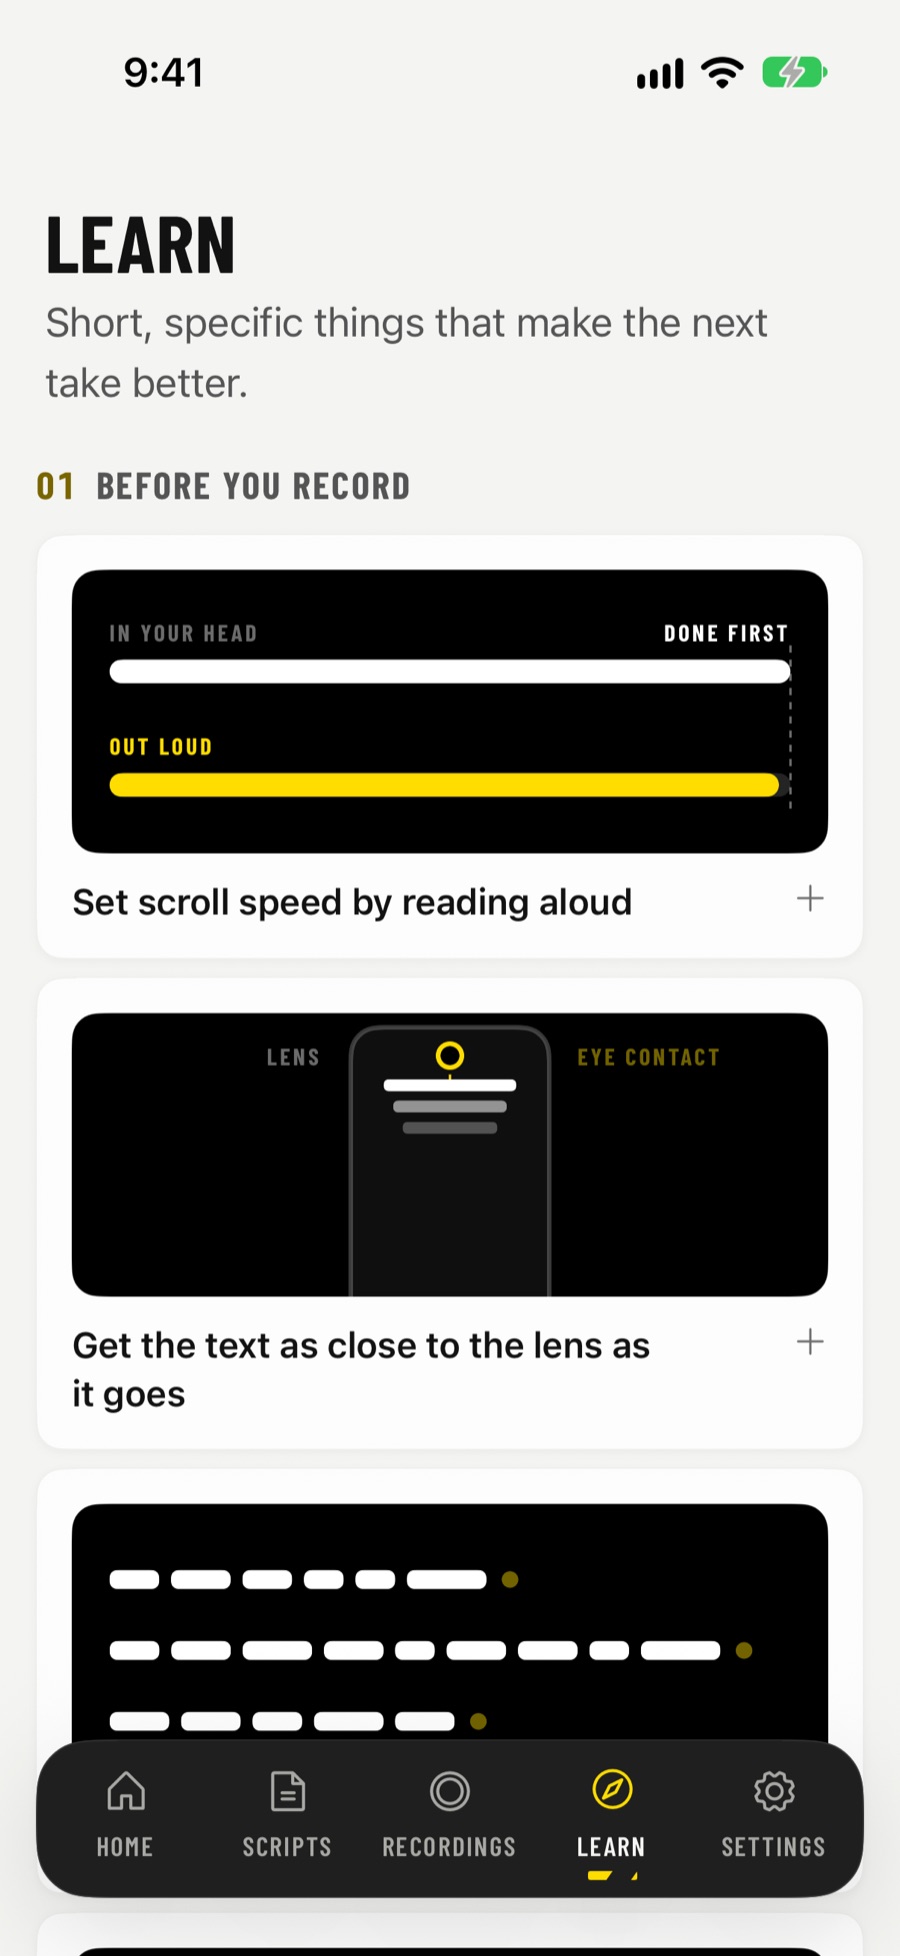 9:41
LEARN
Short, specific things that make the next
take better.
01 BEFORE YOU RECORD
IN YOUR HEAD DONE FIRST
OUT LOUD
Set scroll speed by reading aloud
LENS EYE CONTACT
Get the text as close to the lens as
it goes
HOME SCRIPTS RECORDINGS LEARN SETTINGS